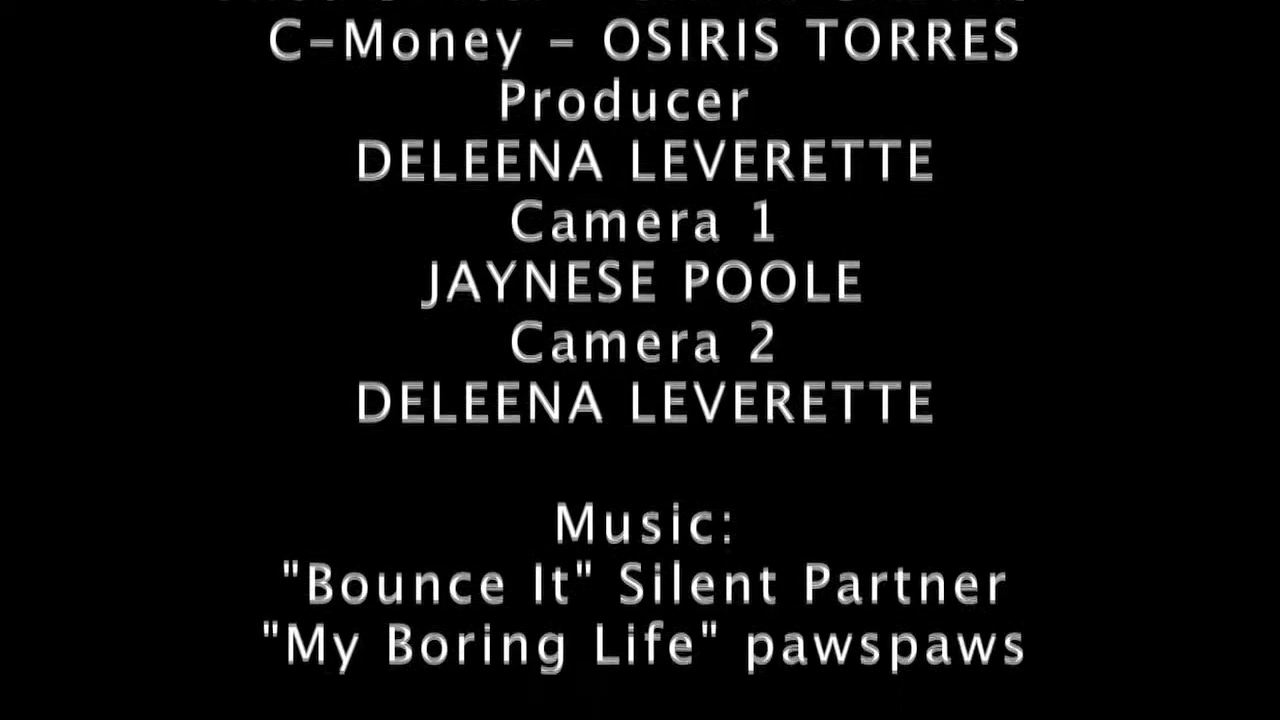 C-Money - OSIRIS TORRES
Producer
DELEENA LEVERETTE
Camera 1
JAYNESE POOLE
Camera 2
DELEENA LEVERETTE
Music:
"Bounce It" Silent Partner
"My Boring Life" pawspaws